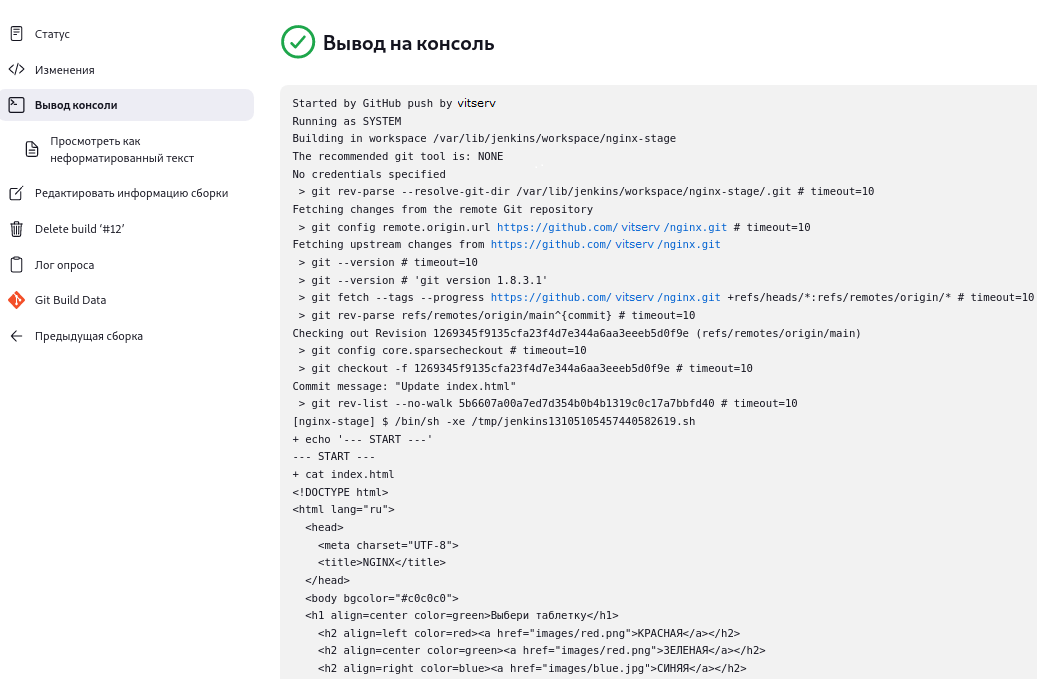 Статус
Изменения
Вывод консоли
Просмотреть как
неформатированный текст
Редактировать информацию сборки
Delete build ‘#12’
Лог опроса
Git Build Data
Предыдущая сборка
Вывод на консоль
Started by GitHub push by vitserv
Running as SYSTEM
Building in workspace /var/lib/jenkins/workspace/nginx-stage
The recommended git tool is: NONE
No credentials specified
 > git rev-parse --resolve-git-dir /var/lib/jenkins/workspace/nginx-stage/.git # timeout=10
Fetching changes from the remote Git repository
 > git config remote.origin.url https://github.com/ vitserv /nginx.git # timeout=10
Fetching upstream changes from https://github.com/ vitserv /nginx.git
 > git --version # timeout=10
 > git --version # 'git version 1.8.3.1'
 > git fetch --tags --progress https://github.com/ vitserv /nginx.git +refs/heads/*:refs/remotes/origin/* # timeout=10
 > git rev-parse refs/remotes/origin/main^{commit} # timeout=10
Checking out Revision 1269345f9135cfa23f4d7e344a6aa3eeeb5d0f9e (refs/remotes/origin/main)
 > git config core.sparsecheckout # timeout=10
 > git checkout -f 1269345f9135cfa23f4d7e344a6aa3eeeb5d0f9e # timeout=10
Commit message: "Update index.html"
 > git rev-list --no-walk 5b6607a00a7ed7d354b0b4b1319c0c17a7bbfd40 # timeout=10
[nginx-stage] $ /bin/sh -xe /tmp/jenkins13105105457440582619.sh
+ echo '--- START ---'
--- START ---
+ cat index.html
<!DOCTYPE html>
<html lang="ru">
  <head>
    <meta charset="UTF-8">
    <title>NGINX</title>
  </head>
  <body bgcolor="#c0c0c0">
  <h1 align=center color=green>Выбери таблетку</h1>
    <h2 align=left color=red><a href="images/red.png">КРАСНАЯ</a></h2>
    <h2 align=center color=green><a href="images/red.png">ЗЕЛЕНАЯ</a></h2>
    <h2 align=right color=blue><a href="images/blue.jpg">СИНЯЯ</a></h2>